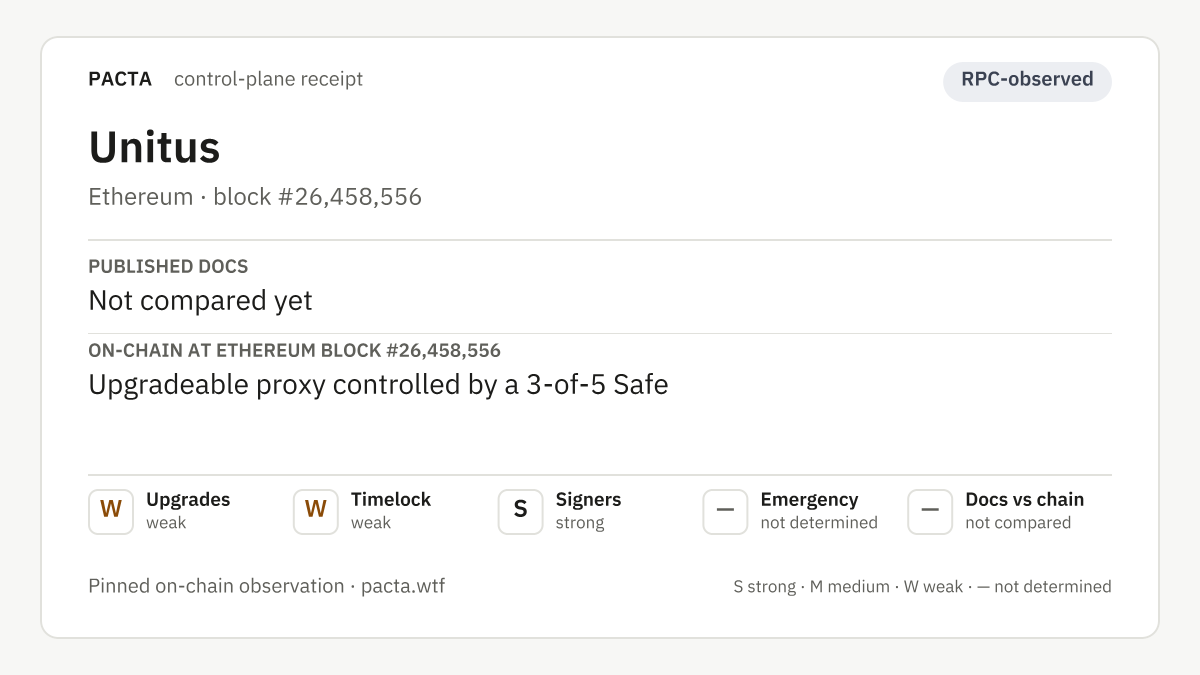 PACTA control-plane receipt
RPC-observed
Unitus
Ethereum · block #26,458,556
PUBLISHED DOCS
Not compared yet
ON-CHAIN AT ETHEREUM BLOCK #26,458,556
Upgradeable proxy controlled by a 3-of-5 Safe
W Upgrades
weak
W Timelock
weak
S Signers
strong
— Emergency
not determined
— Docs vs chain
not compared
Pinned on-chain observation · pacta.wtf
S strong · M medium · W weak · — not determined